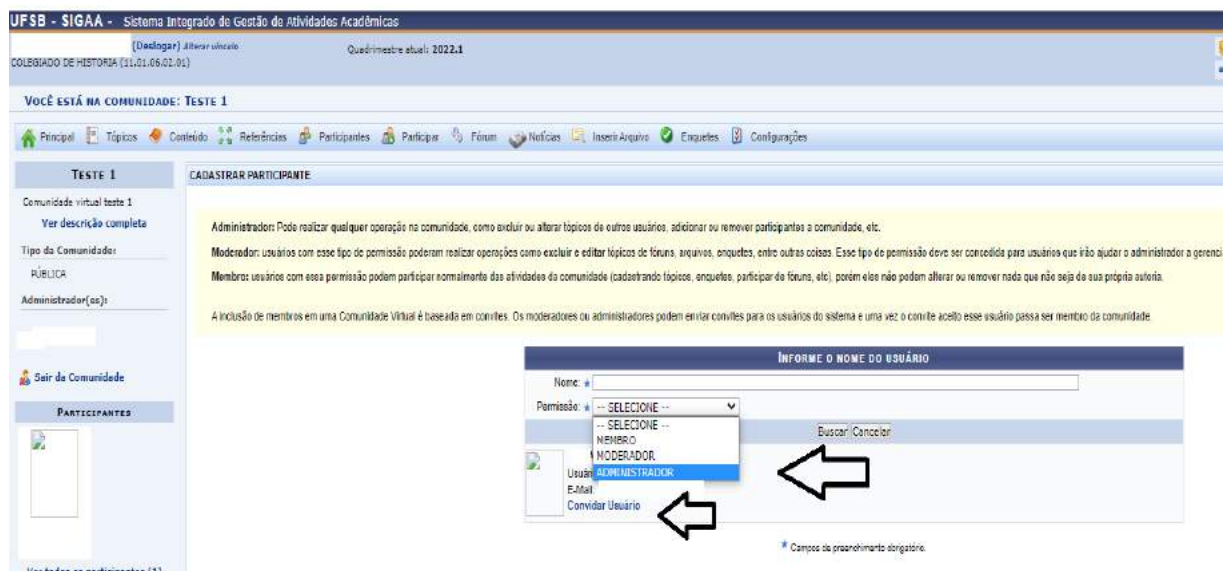 UFSB - SIGAA - Sistema Integrado de Gestão de Atividades Acadêmicas
(Deslogar) Alterar vínculo
Quadrimestre atual: 2022.1
COLEGIADO DE HISTORIA (11.01.06.02.01)
VOCÊ ESTÁ NA COMUNIDADE: TESTE 1
Principal Tópicos Conteúdo Referências Participantes Participar Fórum Notícias Inserir Arquivo Enquetes Configurações
TESTE 1
Comunidade virtual teste 1
Ver descrição completa
Tipo da Comunidade:
PÚBLICA
Administrador(es):
Sair da Comunidade
PARTICIPANTES
Ver todos os participantes (1)
CADASTRAR PARTICIPANTE
Administrador: Pode realizar qualquer operação na comunidade, como excluir ou alterar tópicos de outros usuários, adicionar ou remover participantes a comunidade, etc.
Moderador: usuários com esse tipo de permissão poderam realizar operações como excluir e editar tópicos de fóruns, arquivos, enquetes, entre outras coisas. Esse tipo de permissão deve ser concedida para usuários que irão ajudar o administrador a gerenci
Membro: usuários com essa permissão podem participar normalmente das atividades da comunidade (cadastrando tópicos, enquetes, participar de fóruns, etc), porém eles não podem alterar ou remover nada que não seja de sua própria autoria.
A inclusão de membros em uma Comunidade Virtual é baseada em convites. Os moderadores ou administradores podem enviar convites para os usuários do sistema e uma vez o convite aceito esse usuário passa ser membro da comunidade.
INFORME O NOME DO USUÁRIO
Nome:
Permissão: -- SELECIONE --
-- SELECIONE --
MEMBRO
MODERADOR
ADMINISTRADOR
Buscar Cancelar
Usuár
E-Mail:
Convidar Usuário
* Campos de preenchimento obrigatório.